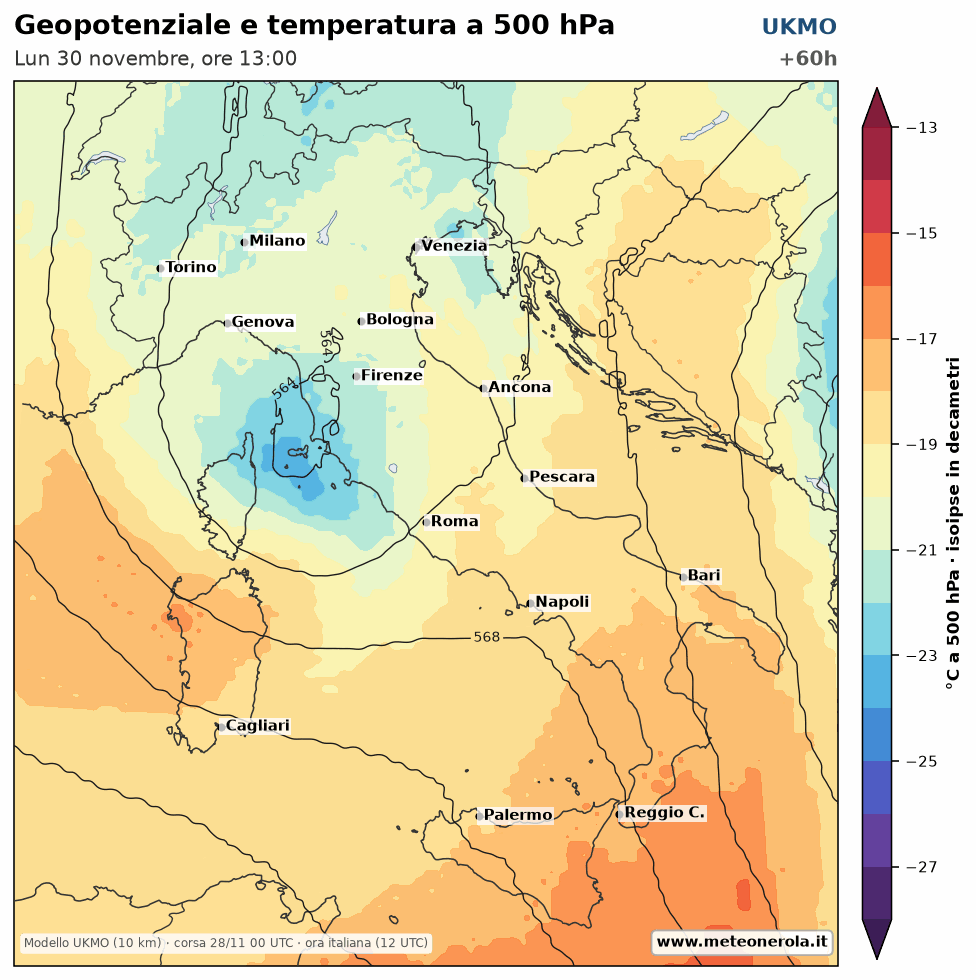 Geopotenziale e temperatura a 500 hPa
UKMO
Lun 30 novembre, ore 13:00
+60h
Milano
Venezia
Torino
Genova
Bologna
564
Firenze
564
Ancona
Pescara
Roma
Bari
Napoli
568
Cagliari
Palermo
Reggio C.
−13
−15
−17
−19
−21
−23
−25
−27
°C a 500 hPa · isoipse in decametri
Modello UKMO (10 km) · corsa 28/11 00 UTC · ora italiana (12 UTC)
www.meteonerola.it